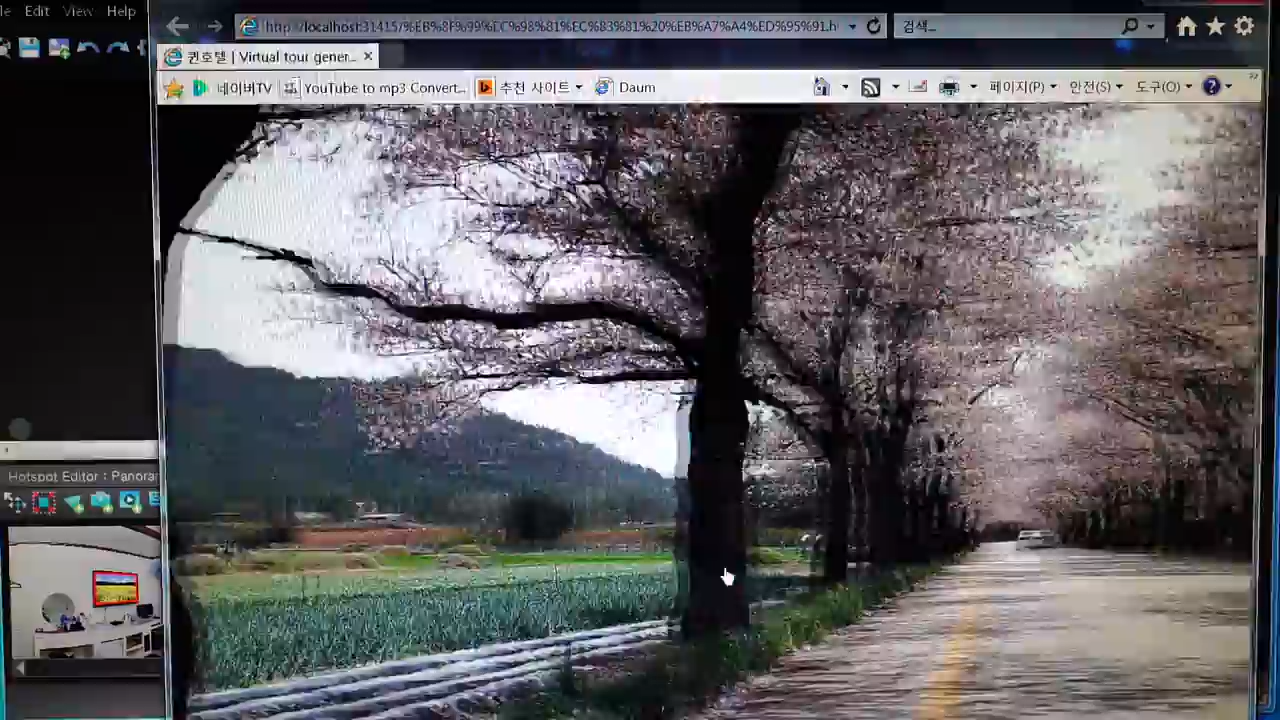 Edit View Help
http://localhost:31415/%EB%8F%99%EC%98%81%EC%83%81%20%EB%A7%A4%ED%95%91.h
검색...
퀸호텔 | Virtual tour gener...
네이버TV YouTube to mp3 Convert... 추천 사이트 Daum 페이지(P) 안전(S) 도구(O)
Hotspot Editor : Panorar